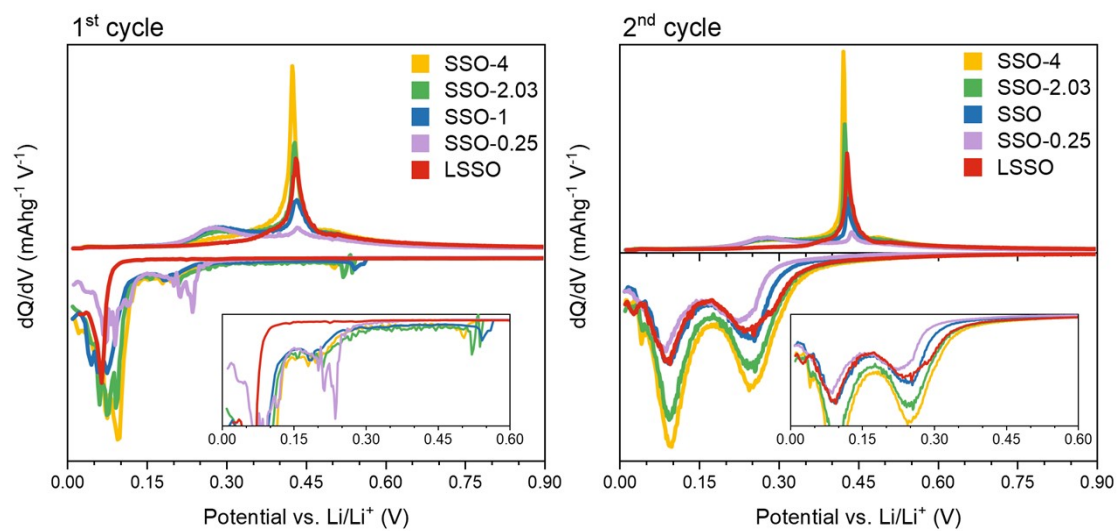 1st cycle
SSO-4
SSO-2.03
SSO-1
SSO-0.25
LSSO
dQ/dV (mAhg-1 V-1)
0.00 0.15 0.30 0.45 0.60
0.00 0.15 0.30 0.45 0.60 0.75 0.90
Potential vs. Li/Li+ (V)
2nd cycle
SSO-4
SSO-2.03
SSO
SSO-0.25
LSSO
dQ/dV (mAhg-1 V-1)
0.00 0.15 0.30 0.45 0.60
0.00 0.15 0.30 0.45 0.60 0.75 0.90
Potential vs. Li/Li+ (V)